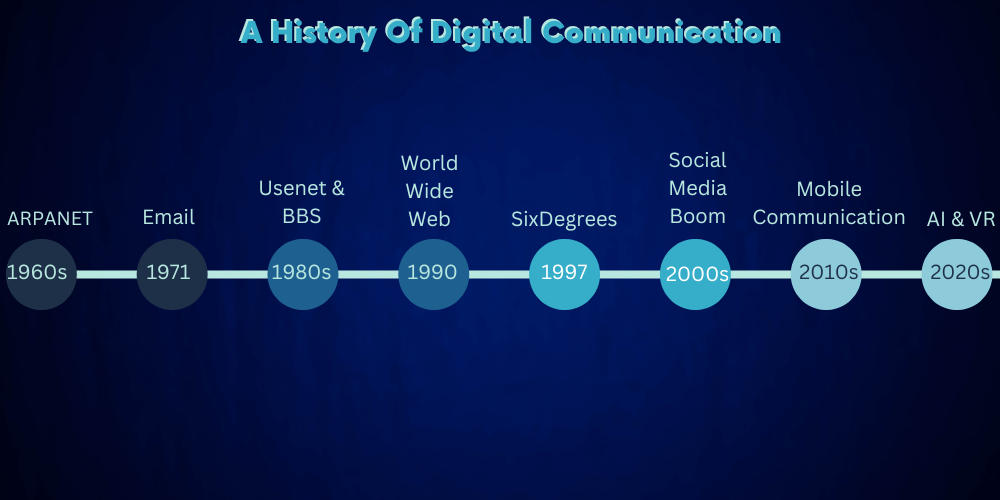 A History Of Digital Communication
ARPANET
1960s
Email
1971
Usenet &
BBS
1980s
World
Wide
Web
1990
SixDegrees
1997
Social
Media
Boom
2000s
Mobile
Communication
2010s
AI & VR
2020s